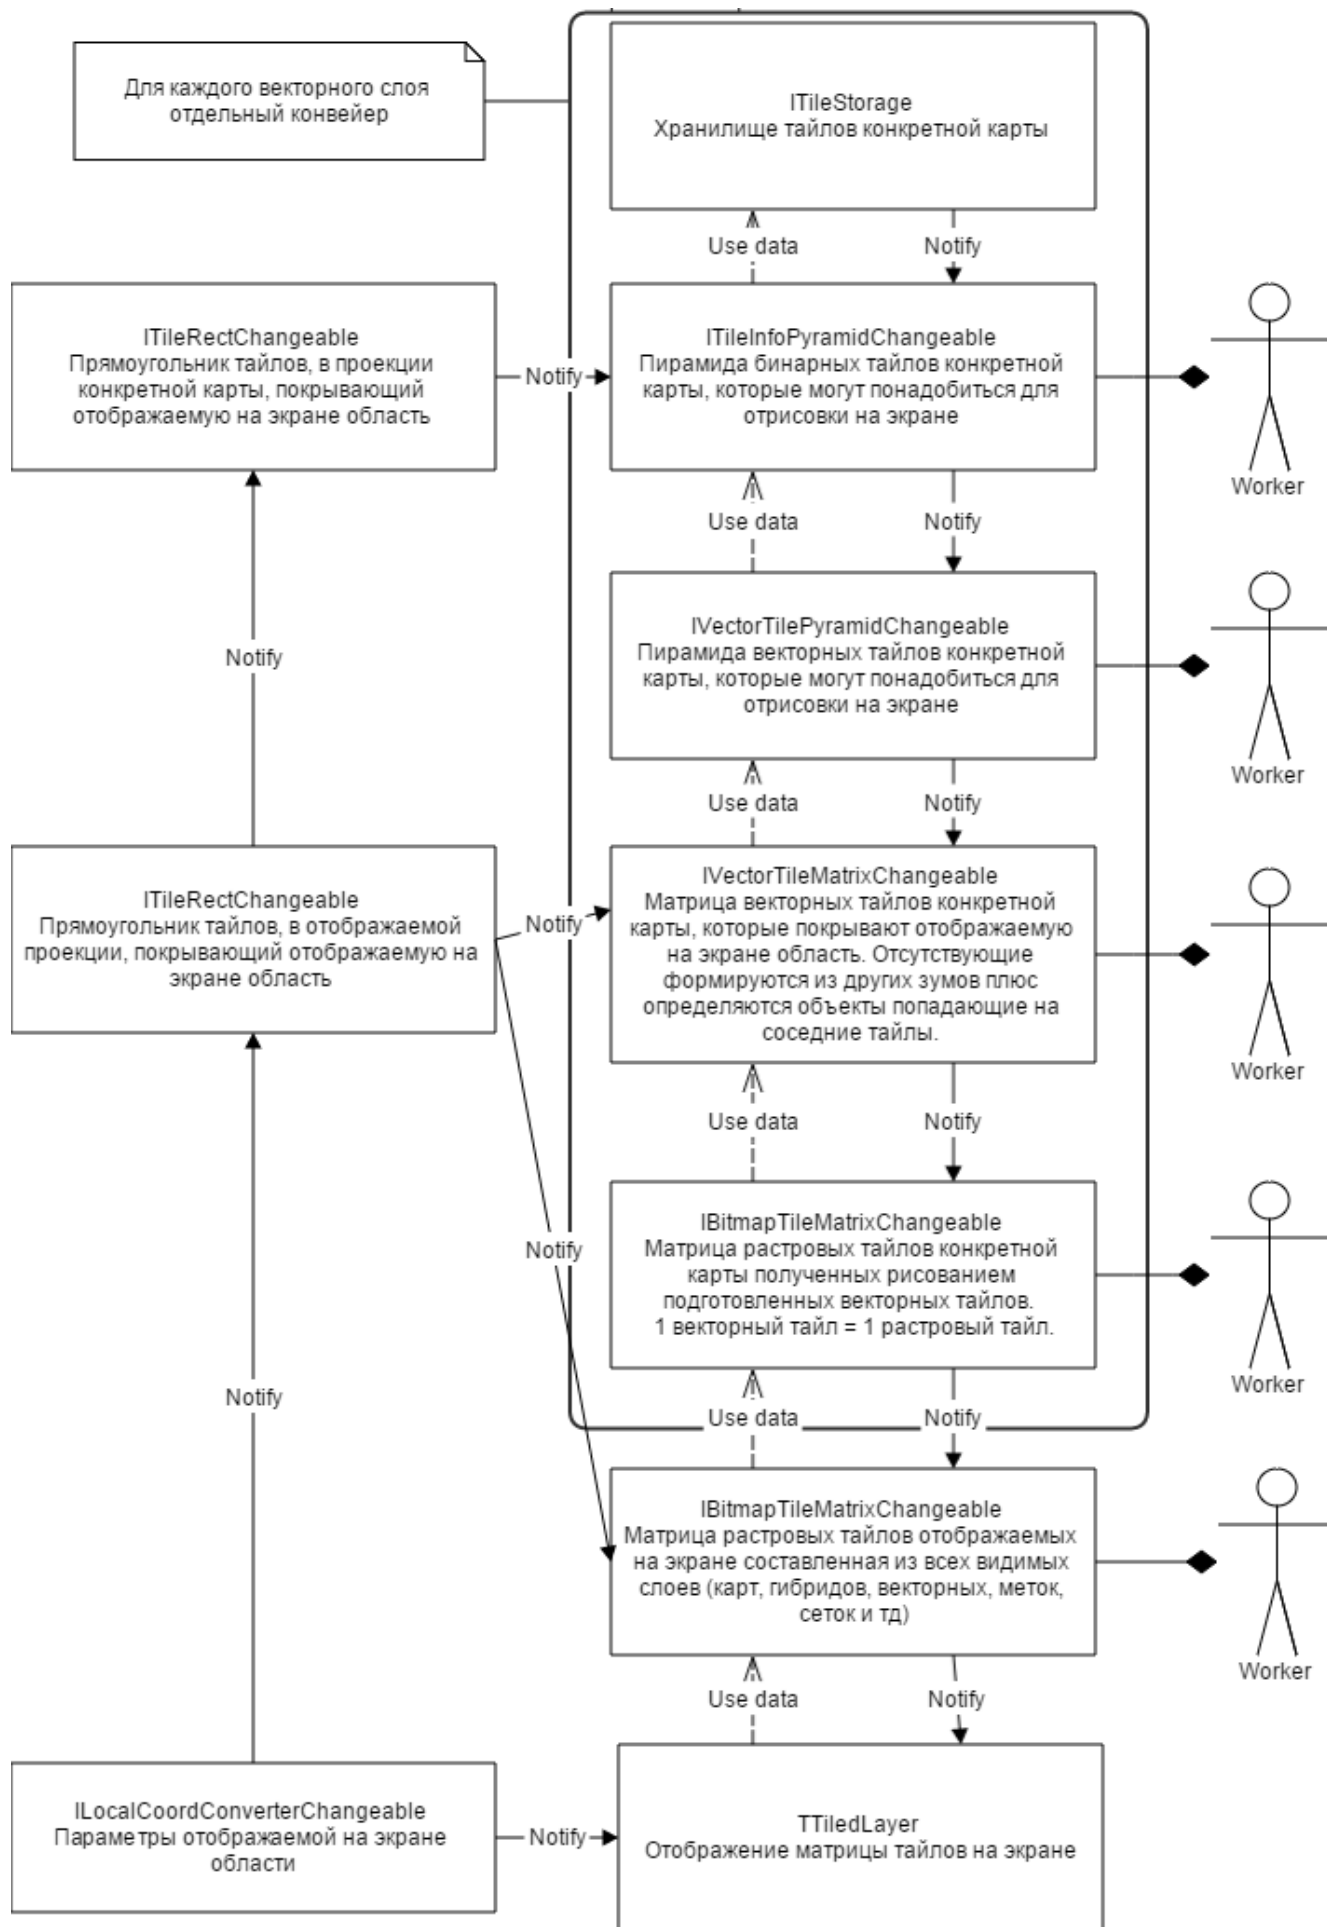 Для каждого векторного слоя
отдельный конвейер
ITileStorage
Хранилище тайлов конкретной карты
Use data
Notify
ITileRectChangeable
Прямоугольник тайлов, в проекции
конкретной карты, покрывающий
отображаемую на экране область
Notify
ITileInfoPyramidChangeable
Пирамида бинарных тайлов конкретной
карты, которые могут понадобиться для
отрисовки на экране
Worker
Use data
Notify
Notify
IVectorTilePyramidChangeable
Пирамида векторных тайлов конкретной
карты, которые могут понадобиться для
отрисовки на экране
Worker
Use data
Notify
ITileRectChangeable
Прямоугольник тайлов, в отображаемой
проекции, покрывающий отображаемую на
экране область
Notify
IVectorTileMatrixChangeable
Матрица векторных тайлов конкретной
карты, которые покрывают отображаемую
на экране область. Отсутствующие
формируются из других зумов плюс
определяются объекты попадающие на
соседние тайлы.
Worker
Use data
Notify
Notify
IBitmapTileMatrixChangeable
Матрица растровых тайлов конкретной
карты полученных рисованием
подготовленных векторных тайлов.
1 векторный тайл = 1 растровый тайл.
Worker
Notify
Use data
Notify
IBitmapTileMatrixChangeable
Матрица растровых тайлов отображаемых
на экране составленная из всех видимых
слоев (карт, гибридов, векторных, меток,
сеток и тд)
Worker
Use data
Notify
ILocalCoordConverterChangeable
Параметры отображаемой на экране
области
Notify
TTiledLayer
Отображение матрицы тайлов на экране